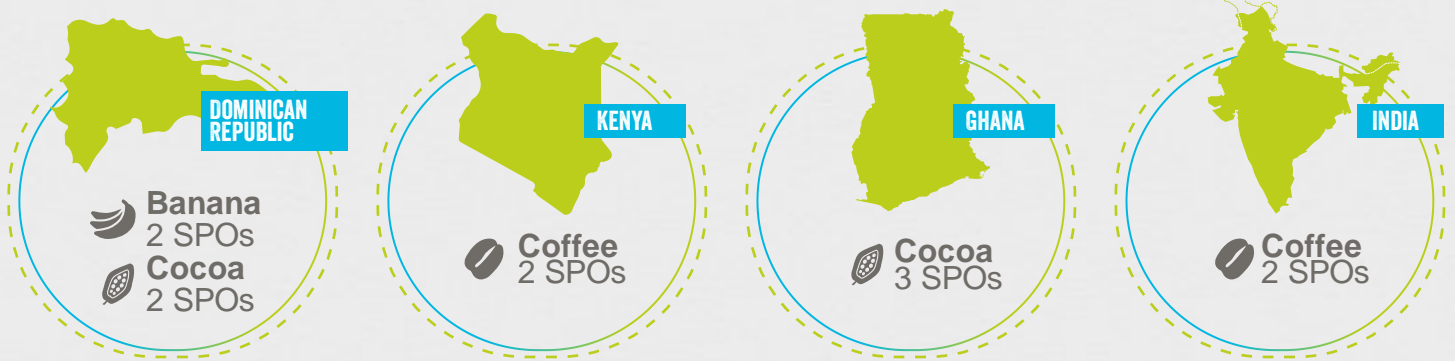 DOMINICAN
REPUBLIC
Banana
2 SPOs
Cocoa
2 SPOs
KENYA
Coffee
2 SPOs
GHANA
Cocoa
3 SPOs
INDIA
Coffee
2 SPOs